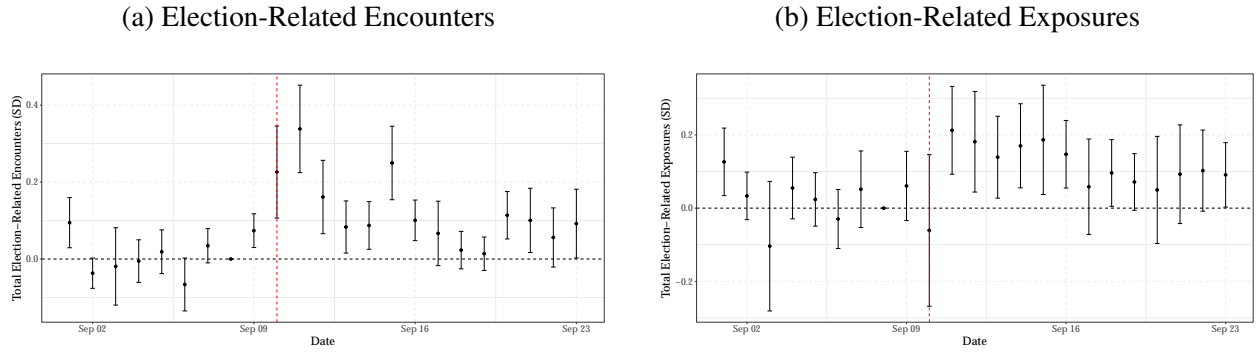 (a) Election-Related Encounters
(b) Election-Related Exposures
Total Election−Related Encounters (SD)
0.4
0.2
0.0
Sep 02
Sep 09
Sep 16
Sep 23
Date
Total Election−Related Exposures (SD)
0.2
0.0
−0.2
Sep 02
Sep 09
Sep 16
Sep 23
Date